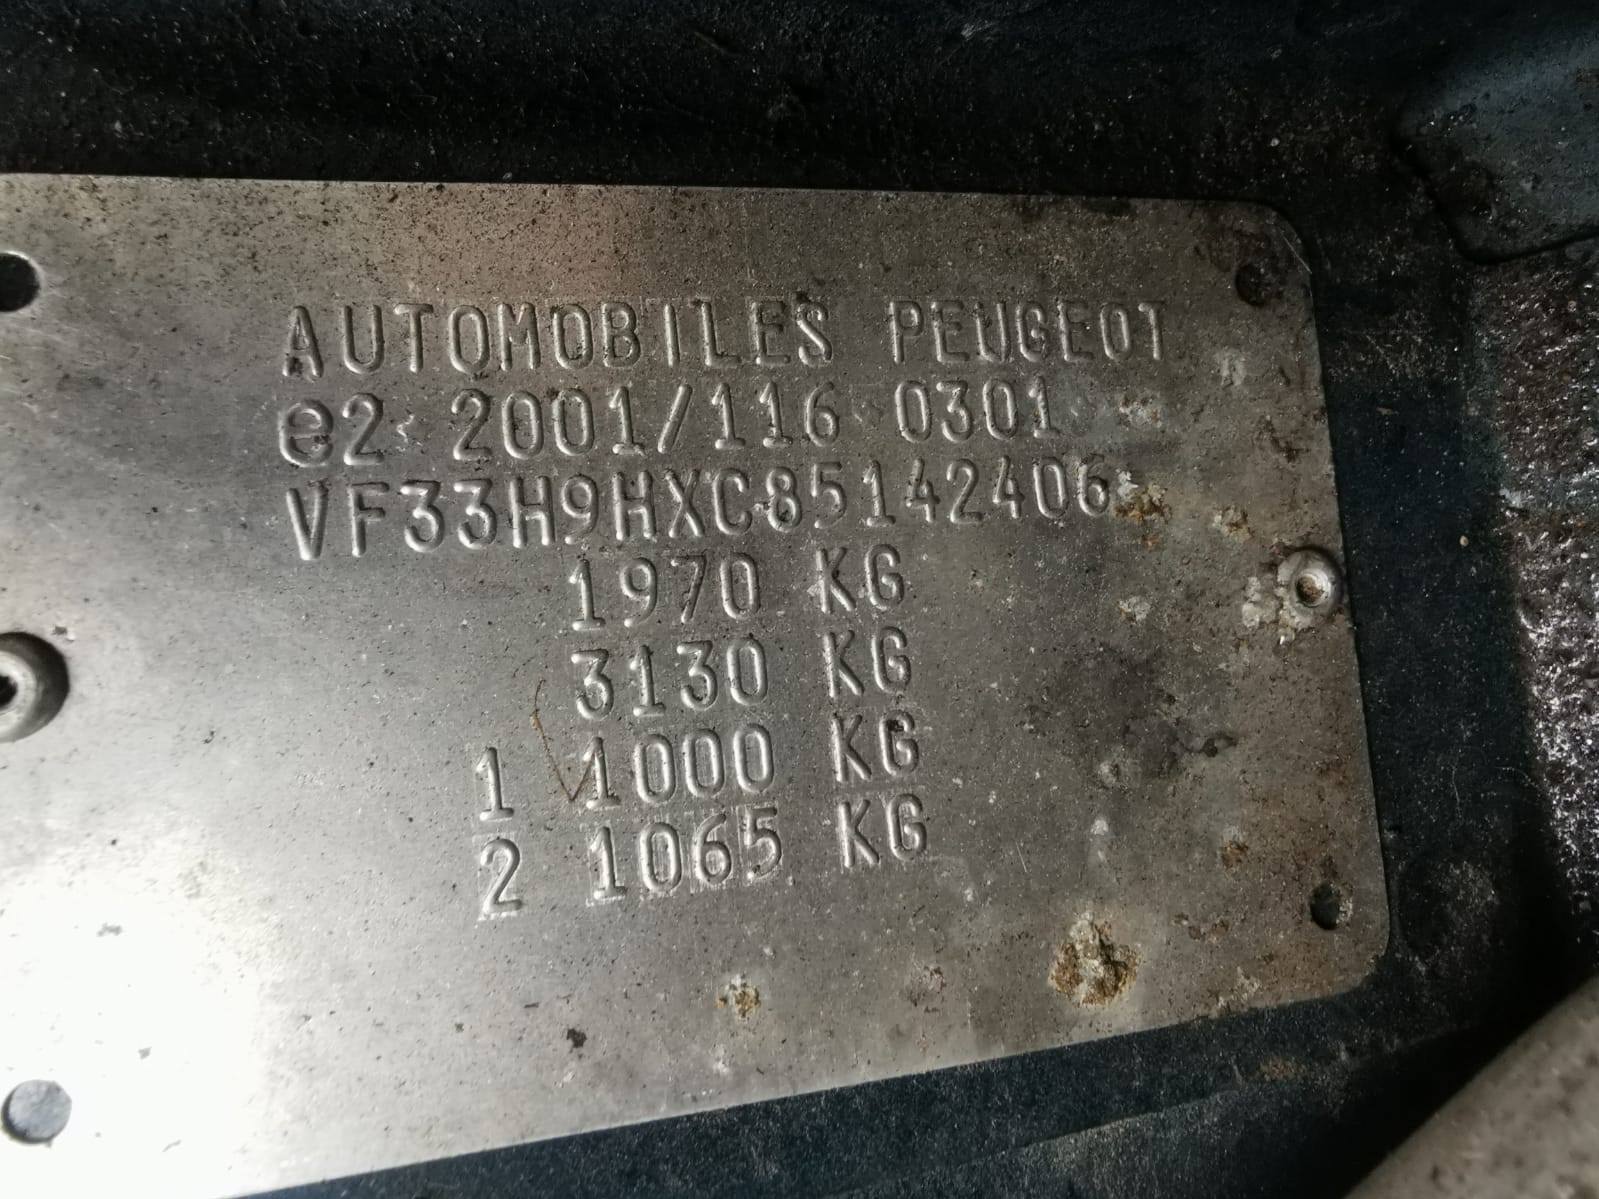 AUTOMOBILES PEUGEOT
e2 2001/116 0301
VF33H9HXC85142406
1970 KG
3130 KG
1 1000 KG
2 1065 KG